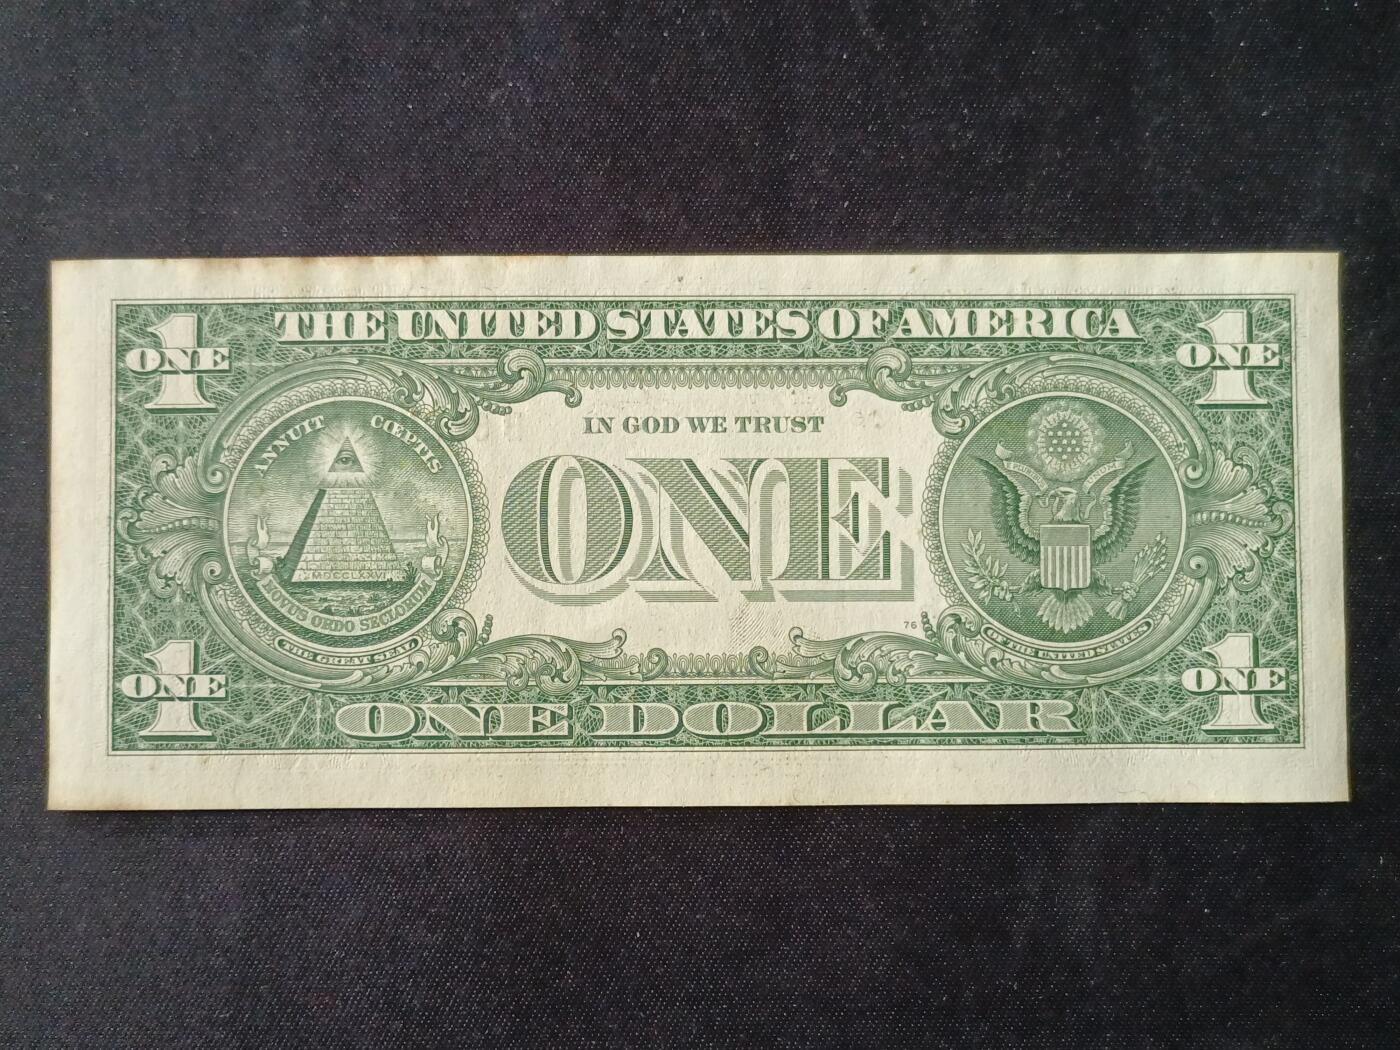 THE UNITED STATES OF AMERICA
1
ONE
1
ONE
ANNUIT CŒPTIS
IN GOD WE TRUST
ONE
MDCCLXXVI
NOVUS ORDO SECLORUM
76
THE GREAT SEAL
OF THE UNITED STATES
1
ONE
1
ONE
ONE DOLLAR